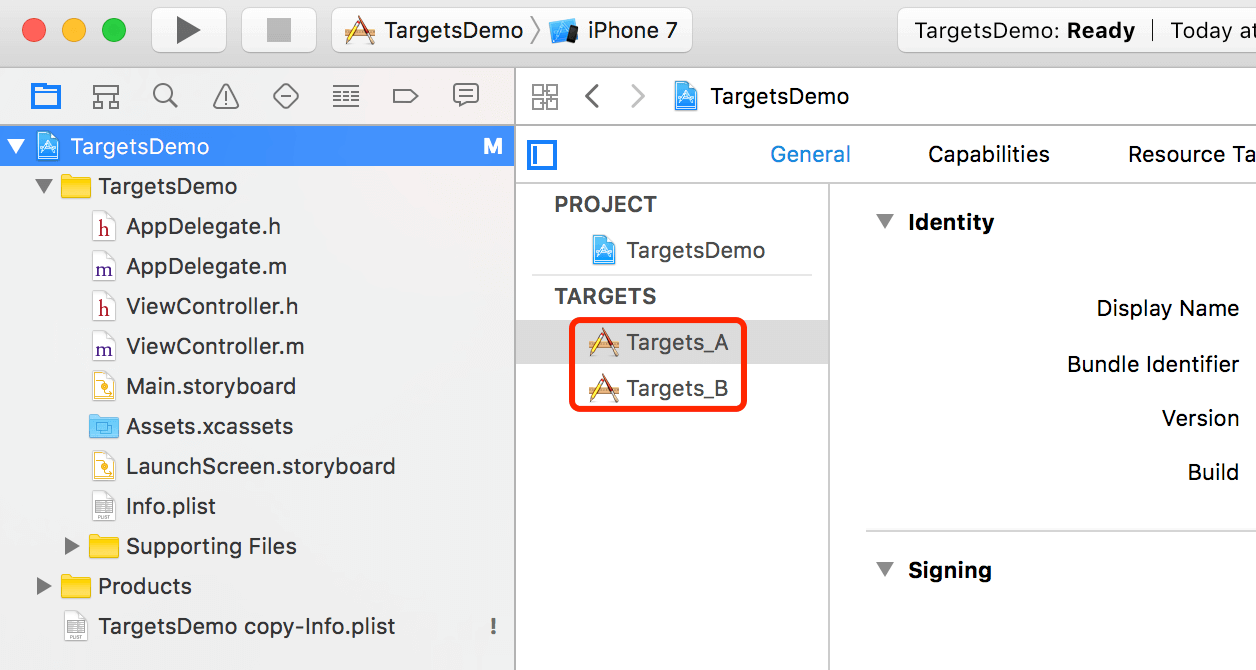 TargetsDemo iPhone 7
TargetsDemo: Ready Today at
TargetsDemo M
TargetsDemo
h AppDelegate.h
m AppDelegate.m
h ViewController.h
m ViewController.m
Main.storyboard
Assets.xcassets
LaunchScreen.storyboard
PLIST Info.plist
Supporting Files
Products
PLIST TargetsDemo copy-Info.plist !
TargetsDemo
General Capabilities Resource Ta
PROJECT
TargetsDemo
TARGETS
Targets_A
Targets_B
Identity
Display Name
Bundle Identifier
Version
Build
Signing